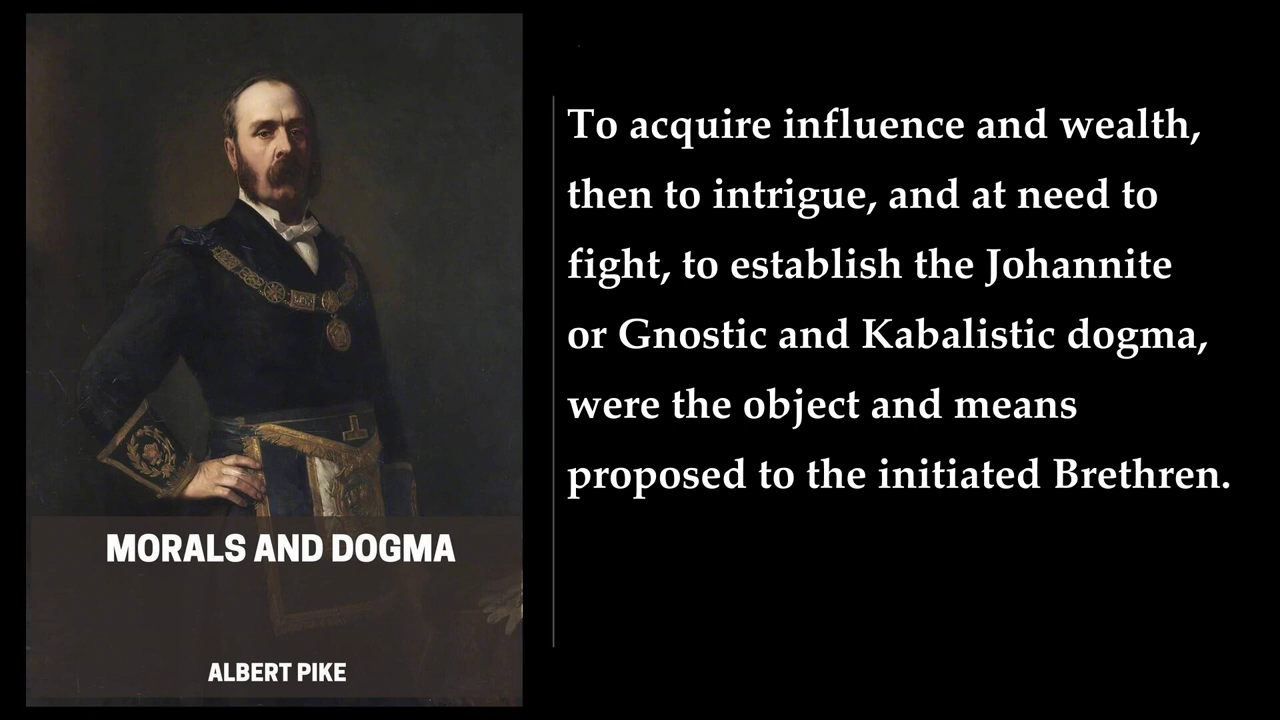 MORALS AND DOGMA
ALBERT PIKE
To acquire influence and wealth,
then to intrigue, and at need to
fight, to establish the Johannite
or Gnostic and Kabalistic dogma,
were the object and means
proposed to the initiated Brethren.